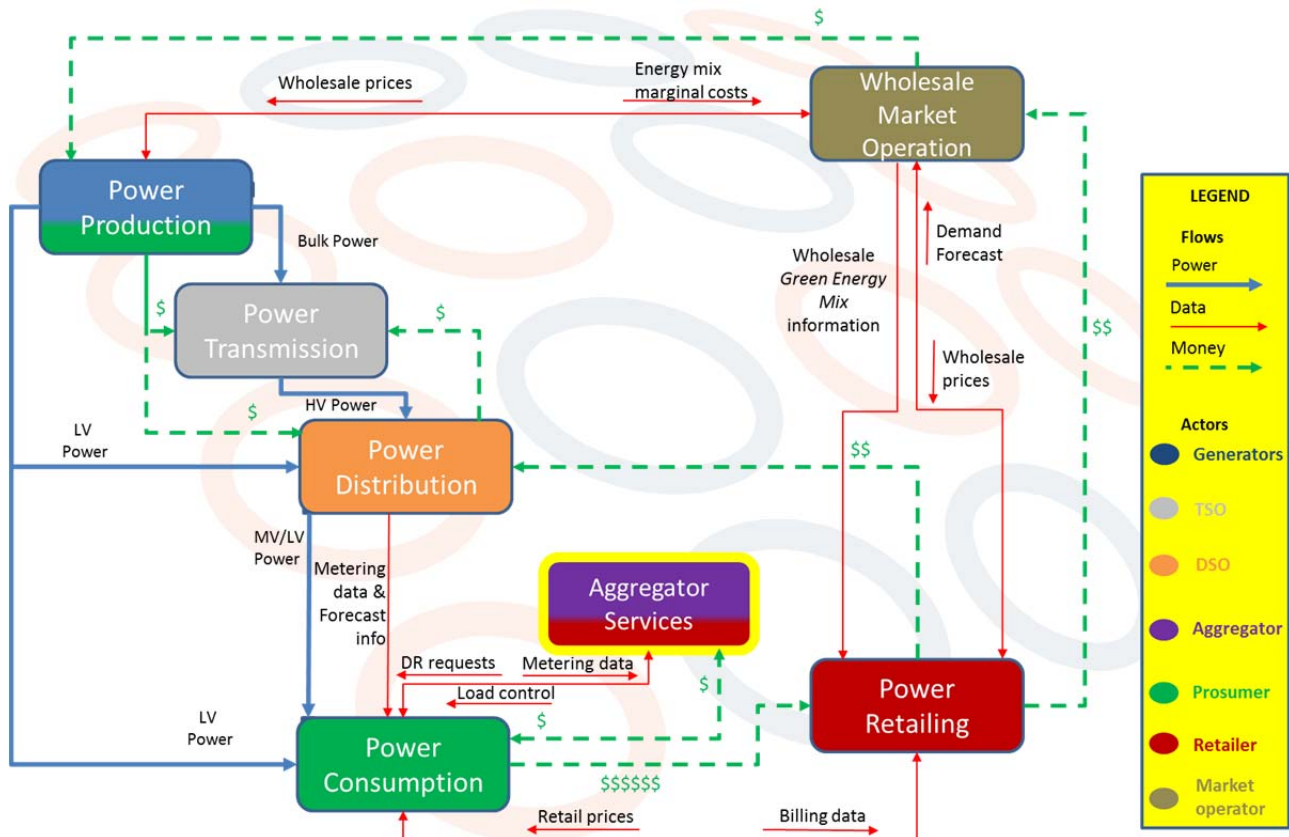 $
Wholesale prices
Energy mix
marginal costs
Wholesale
Market
Operation
Power
Production
Bulk Power
$
Power
Transmission
$
HV Power
$
LV
Power
Power
Distribution
Wholesale
Green Energy
Mix
information
Demand
Forecast
Wholesale
prices
$$
$$
MV/LV
Power
Metering
data &
Forecast
info
Aggregator
Services
DR requests
Metering data
Load control
$
$
LV
Power
Power
Consumption
$$$$$$
Power
Retailing
Retail prices
Billing data
LEGEND
Flows
Power
Data
Money
Actors
Generators
TSO
DSO
Aggregator
Prosumer
Retailer
Market
operator